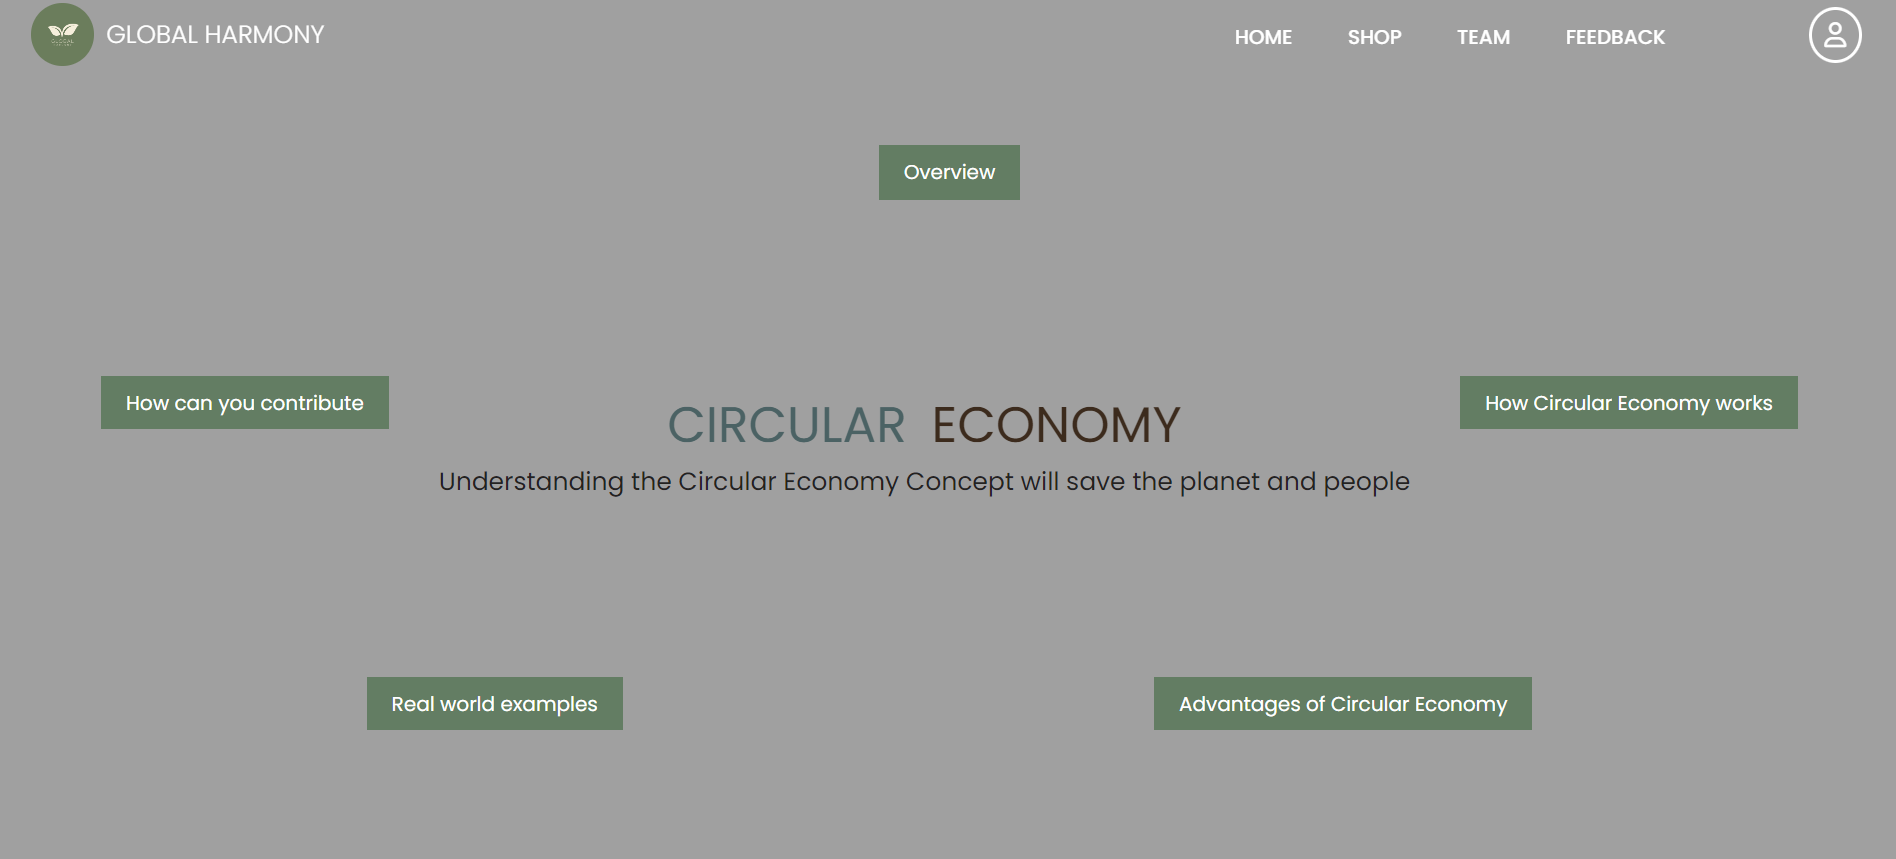 GLOBAL HARMONY
HOME SHOP TEAM FEEDBACK
Overview
How can you contribute
How Circular Economy works
CIRCULAR ECONOMY
Understanding the Circular Economy Concept will save the planet and people
Real world examples
Advantages of Circular Economy